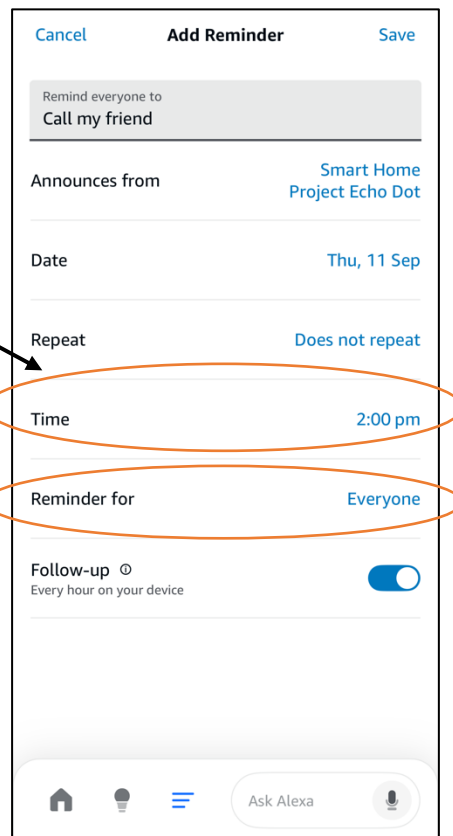 Cancel Add Reminder Save
Remind everyone to
Call my friend
Announces from Smart Home
Project Echo Dot
Date Thu, 11 Sep
Repeat Does not repeat
Time 2:00 pm
Reminder for Everyone
Follow-up
Every hour on your device
Ask Alexa